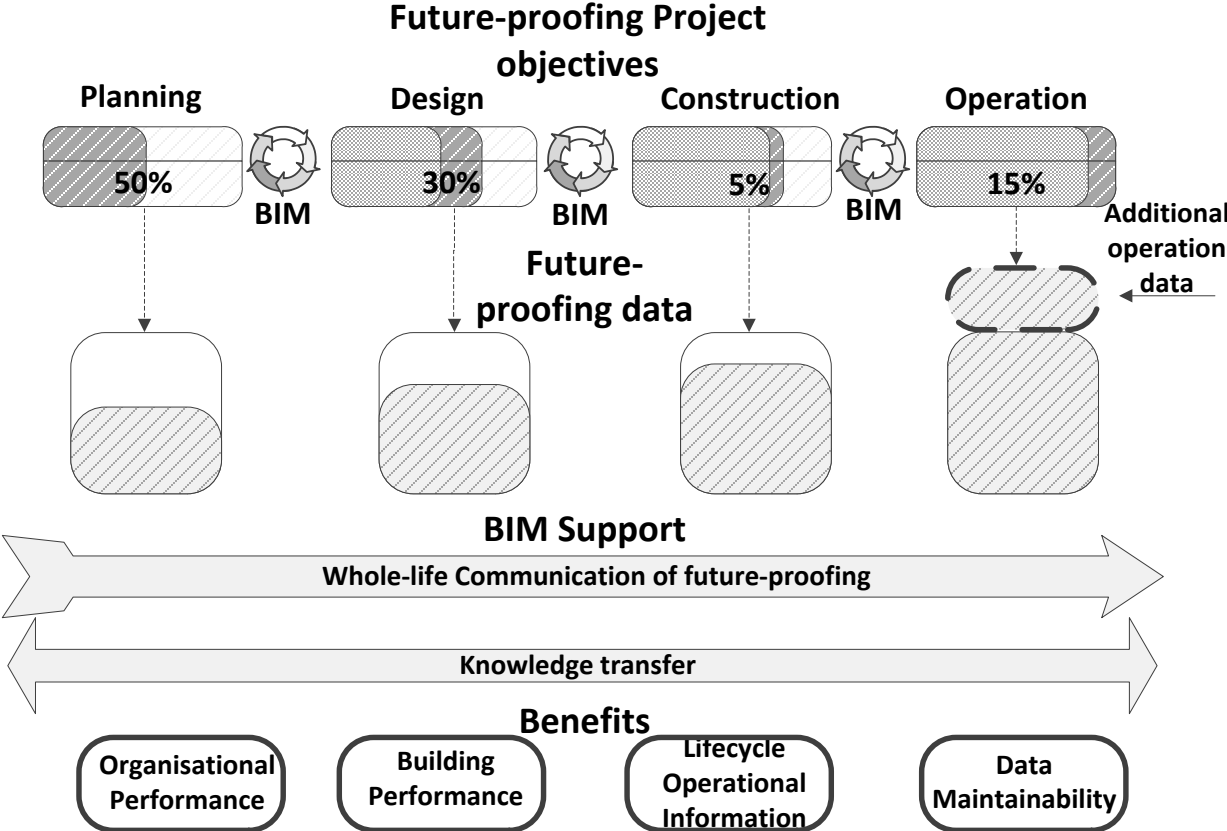 Future-proofing Project
objectives
Planning
Design
Construction
Operation
50%
30%
5%
15%
BIM
BIM
BIM
Additional
operation
data
Future-
proofing data
BIM Support
Whole-life Communication of future-proofing
Knowledge transfer
Benefits
Organisational
Performance
Building
Performance
Lifecycle
Operational
Information
Data
Maintainability